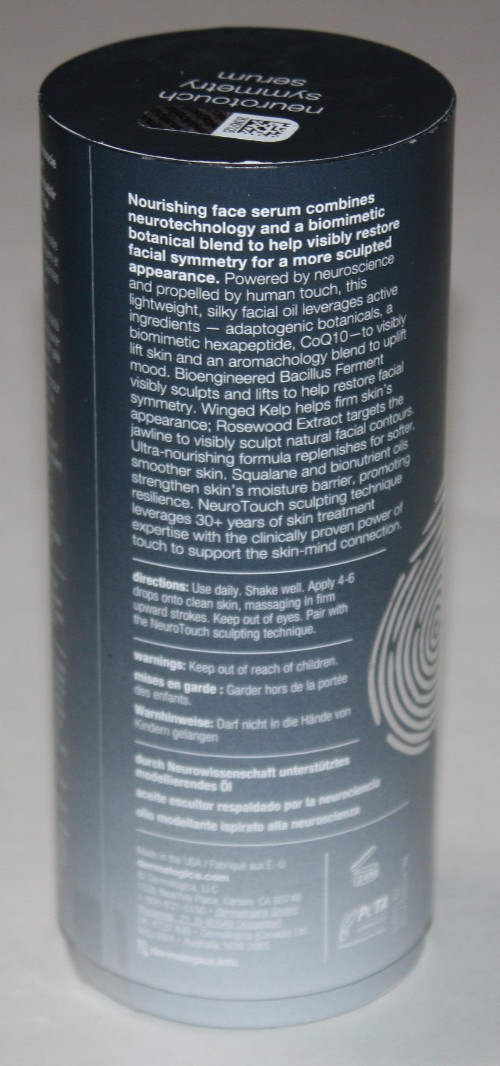 neurotouch
symmetry
serum
Nourishing face serum combines
neurotechnology and a biomimetic
botanical blend to help visibly restore
facial symmetry for a more sculpted
appearance. Powered by neuroscience
and propelled by human touch, this
lightweight, silky facial oil leverages active
ingredients — adaptogenic botanicals, a
biomimetic hexapeptide, CoQ10—to visibly
lift skin and an aromachology blend to uplift
mood. Bioengineered Bacillus Ferment
visibly sculpts and lifts to help restore facial
symmetry. Winged Kelp helps firm skin's
appearance; Rosewood Extract targets the
jawline to visibly sculpt natural facial contours.
Ultra-nourishing formula replenishes for softer,
smoother skin. Squalane and bionutrient oils
strengthen skin's moisture barrier, promoting
resilience. NeuroTouch sculpting technique
leverages 30+ years of skin treatment
expertise with the clinically proven power of
touch to support the skin-mind connection.
directions: Use daily. Shake well. Apply 4-6
drops onto clean skin, massaging in firm
upward strokes. Keep out of eyes. Pair with
the NeuroTouch sculpting technique.
warnings: Keep out of reach of children.
mises en garde : Garder hors de la portée
des enfants.
Warnhinweise: Darf nicht in die Hände von
Kindern gelangen
durch Neurowissenschaft unterstütztes
modellierendes Öl
aceite escultor respaldado por la neurociencia
olio modellante ispirato alla neuroscienza
Made in the USA / Fabriqué aux É.-U.
dermalogica.com
© Dermalogica, LLC
Carson, CA 90746
PETA
dermalogica.info